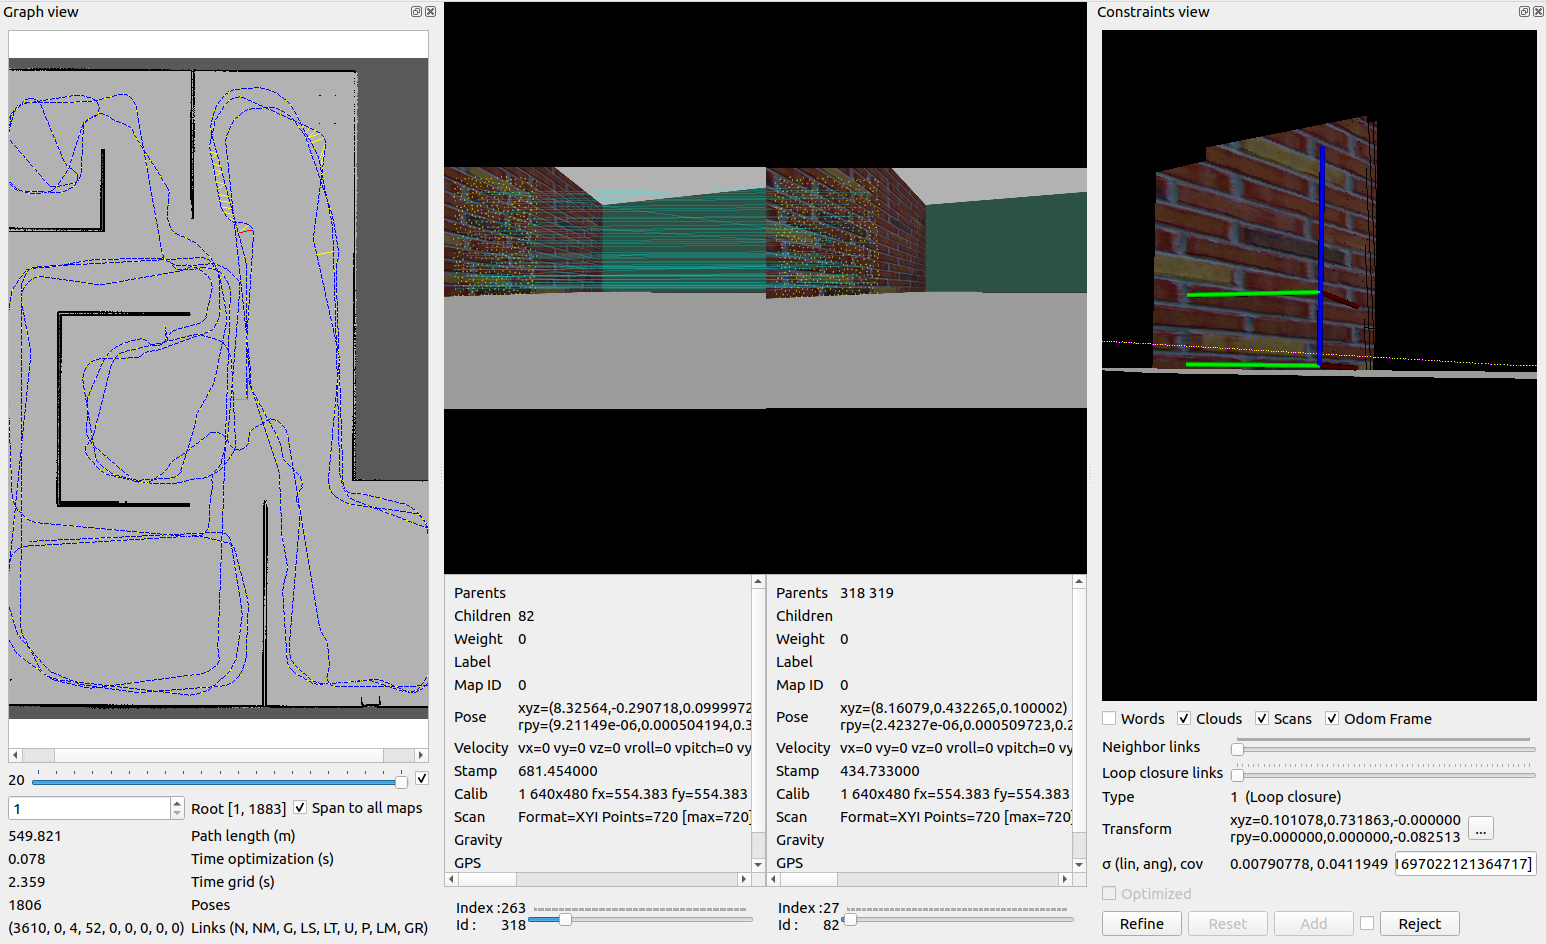 Graph view
20
1
Root [1, 1883]
Span to all maps
549.821 Path length (m)
0.078 Time optimization (s)
2.359 Time grid (s)
1806 Poses
(3610, 0, 4, 52, 0, 0, 0, 0, 0) Links (N, NM, G, LS, LT, U, P, LM, GR)
Parents
Children 82
Weight 0
Label
Map ID 0
Pose xyz=(8.32564,-0.290718,0.0999972
rpy=(9.21149e-06,0.000504194,0.3
Velocity vx=0 vy=0 vz=0 vroll=0 vpitch=0 vy
Stamp 681.454000
Calib 1 640x480 fx=554.383 fy=554.383
Scan Format=XYI Points=720 [max=720]
Gravity
GPS
Index :263
Id : 318
Parents 318 319
Children
Weight 0
Label
Map ID 0
Pose xyz=(8.16079,0.432265,0.100002)
rpy=(2.42327e-06,0.000509723,0.2
Velocity vx=0 vy=0 vz=0 vroll=0 vpitch=0 vy
Stamp 434.733000
Calib 1 640x480 fx=554.383 fy=554.383
Scan Format=XYI Points=720 [max=720]
Gravity
GPS
Index :27
Id : 82
Constraints view
Words Clouds Scans Odom Frame
Neighbor links
Loop closure links
Type 1 (Loop closure)
Transform xyz=0.101078,0.731863,-0.000000
rpy=0.000000,0.000000,-0.082513
...
σ (lin, ang), cov 0.00790778, 0.0411949 1697022121364717]
Optimized
Refine Reset Add Reject